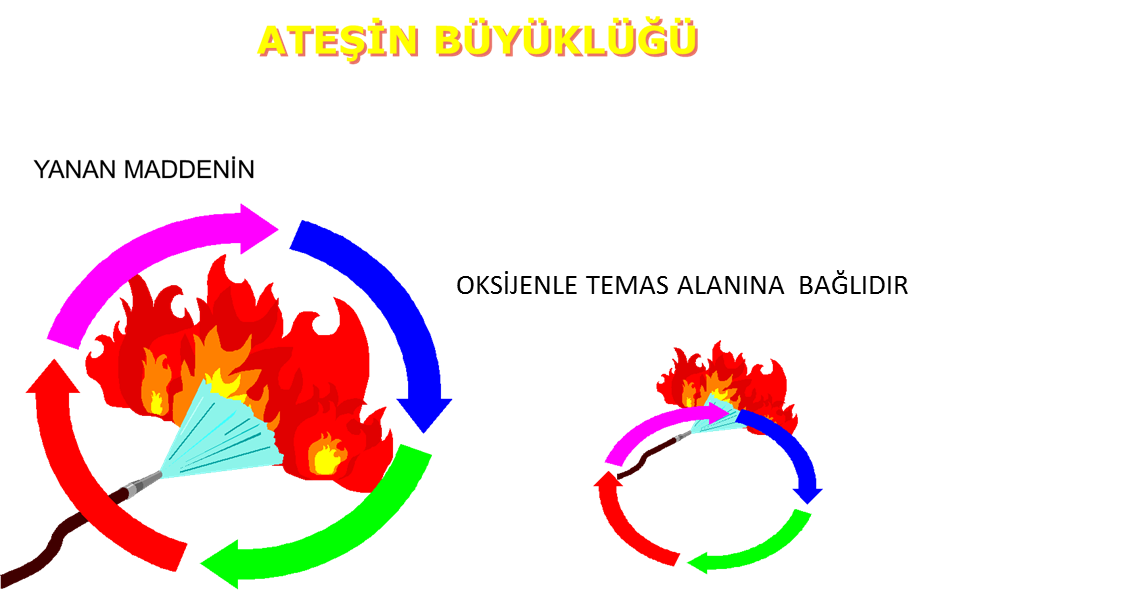 ATEŞİN BÜYÜKLÜĞÜ
YANAN MADDENİN
OKSİJENLE TEMAS ALANINA BAĞLIDIR